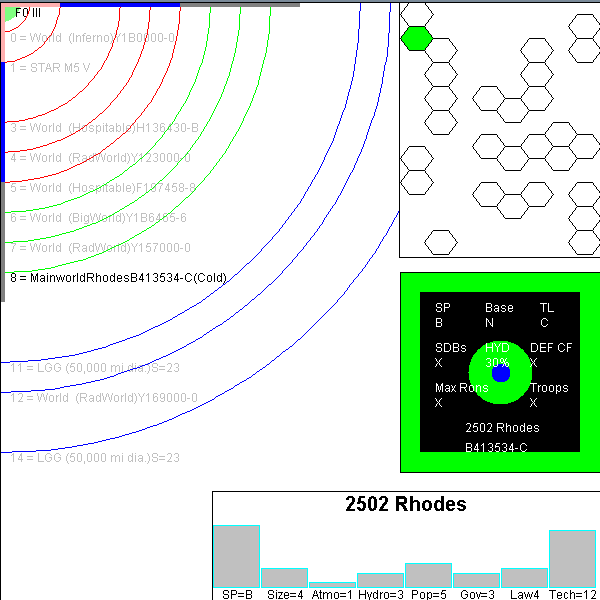 F0 III
0 = World (Inferno)Y1B0000-0
1 = STAR M5 V
3 = World (Hospitable)H136430-B
4 = World (RadWorld)Y123000-0
5 = World (Hospitable)F197458-8
6 = World (BigWorld)Y1B6465-6
7 = World (RadWorld)Y157000-0
8 = MainworldRhodesB413534-C(Cold)
11 = LGG (50,000 mi dia.)S=23
12 = World (RadWorld)Y169000-0
14 = LGG (50,000 mi dia.)S=23
SP Base TL
B N C
SDBs HYD DEF CF
X 30% X
Max Rons Troops
X X
2502 Rhodes
B413534-C
2502 Rhodes
SP=B Size=4 Atmo=1 Hydro=3 Pop=5 Gov=3 Law4 Tech=12